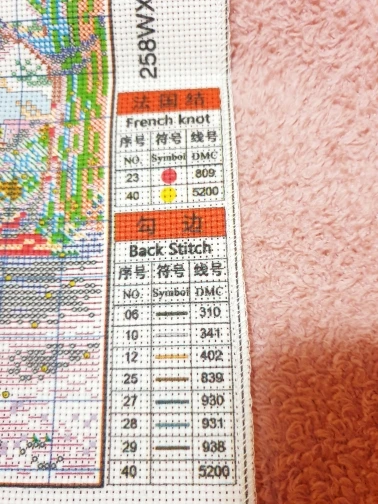 258WX
法国结
French knot
序号 符号 线号
NO. Symbol DMC
23 809
40 5200
勾边
Back Stitch
序号 符号 线号
NO. Symbol DMC
06 310
10 341
12 402
25 839
27 930
28 931
29 938
40 5200